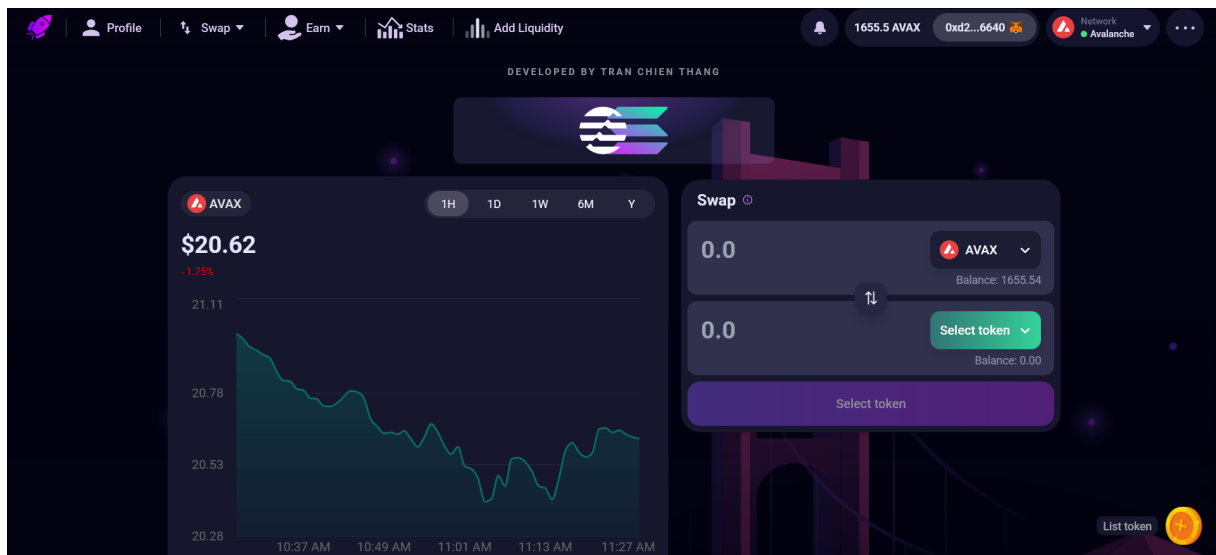 Profile
Swap
Earn
Stats
Add Liquidity
1655.5 AVAX
0xd2...6640
Network
Avalanche
DEVELOPED BY TRAN CHIEN THANG
AVAX
1H 1D 1W 6M Y
$20.62
- 1.75%
21.11
20.78
20.53
20.28
10:37 AM 10:49 AM 11:01 AM 11:13 AM 11:27 AM
Swap
0.0
AVAX
Balance: 1655.54
0.0
Select token
Balance: 0.00
Select token
List token